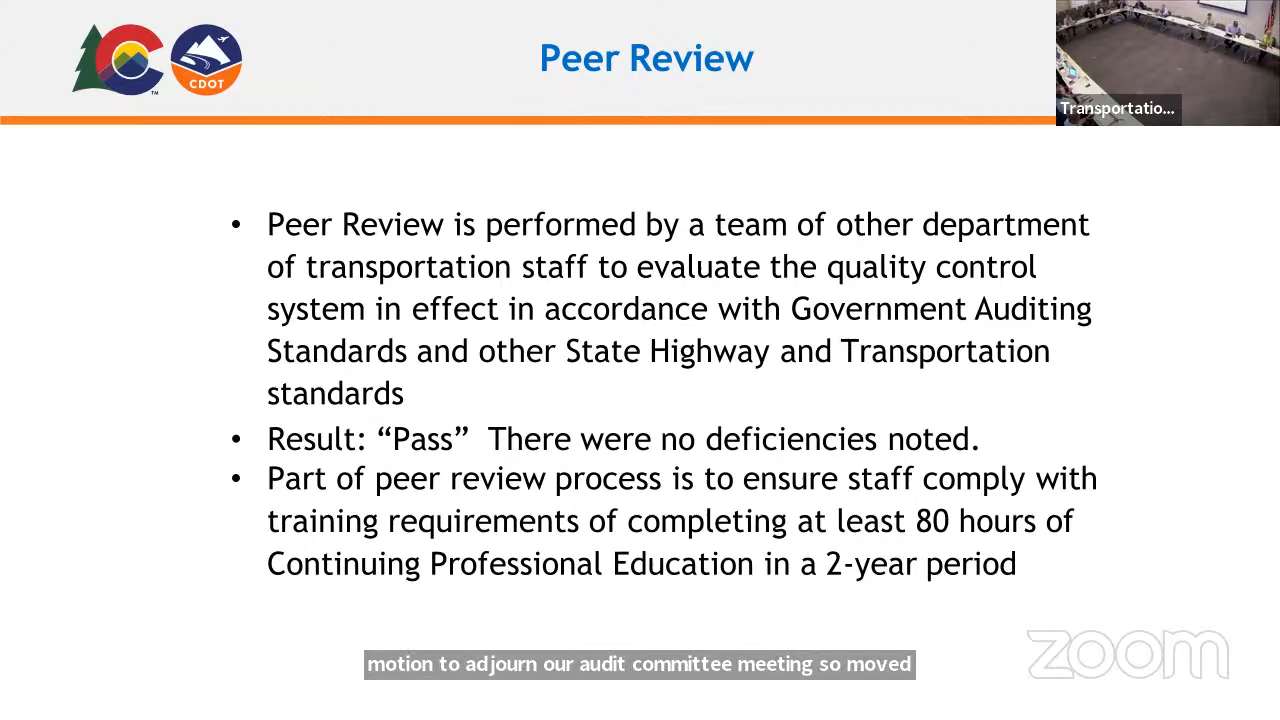 CDOT
TM
Peer Review
Transportatio...
• Peer Review is performed by a team of other department
of transportation staff to evaluate the quality control
system in effect in accordance with Government Auditing
Standards and other State Highway and Transportation
standards
• Result: “Pass”  There were no deficiencies noted.
• Part of peer review process is to ensure staff comply with
training requirements of completing at least 80 hours of
Continuing Professional Education in a 2-year period
zoom
motion to adjourn our audit committee meeting so moved